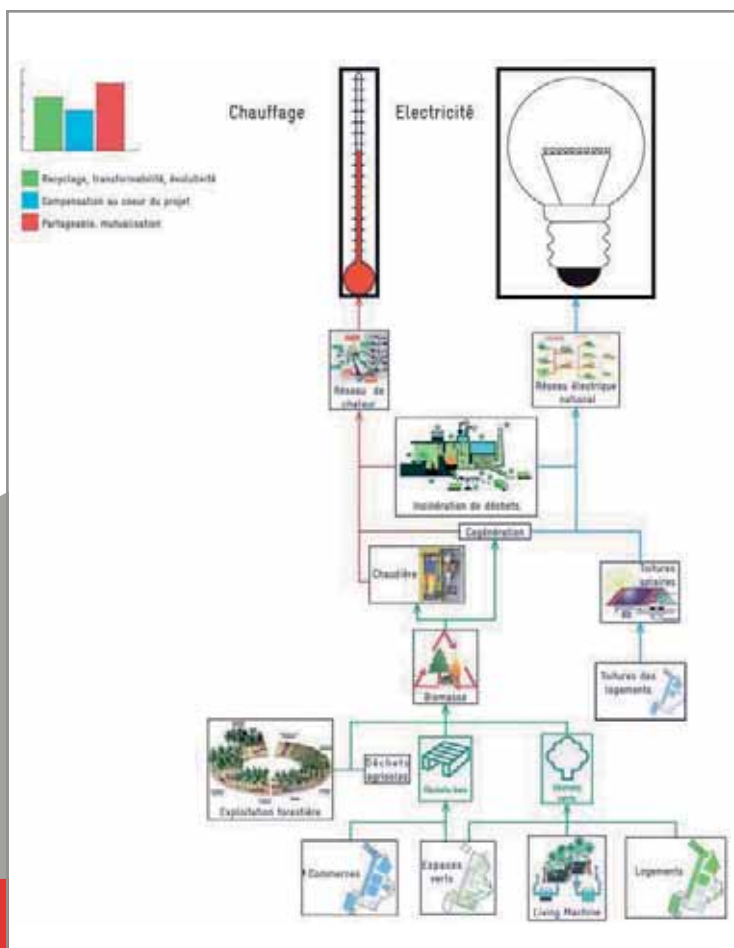 Chauffage
Electricité
Recyclage, transformabilité, évolutivité
Compensation au coeur du projet
Partageable, mutualisation
Réseau de
chaleur
Réseau électrique
national
Incinération de déchets
Cogénération
Chaudière
Toitures
solaires
Biomasse
Toitures des
logements
Exploitation forestière
Déchets
agricoles
Déchets bois
Déchets
verts
Commerces
Espaces
verts
Living Machine
Logements